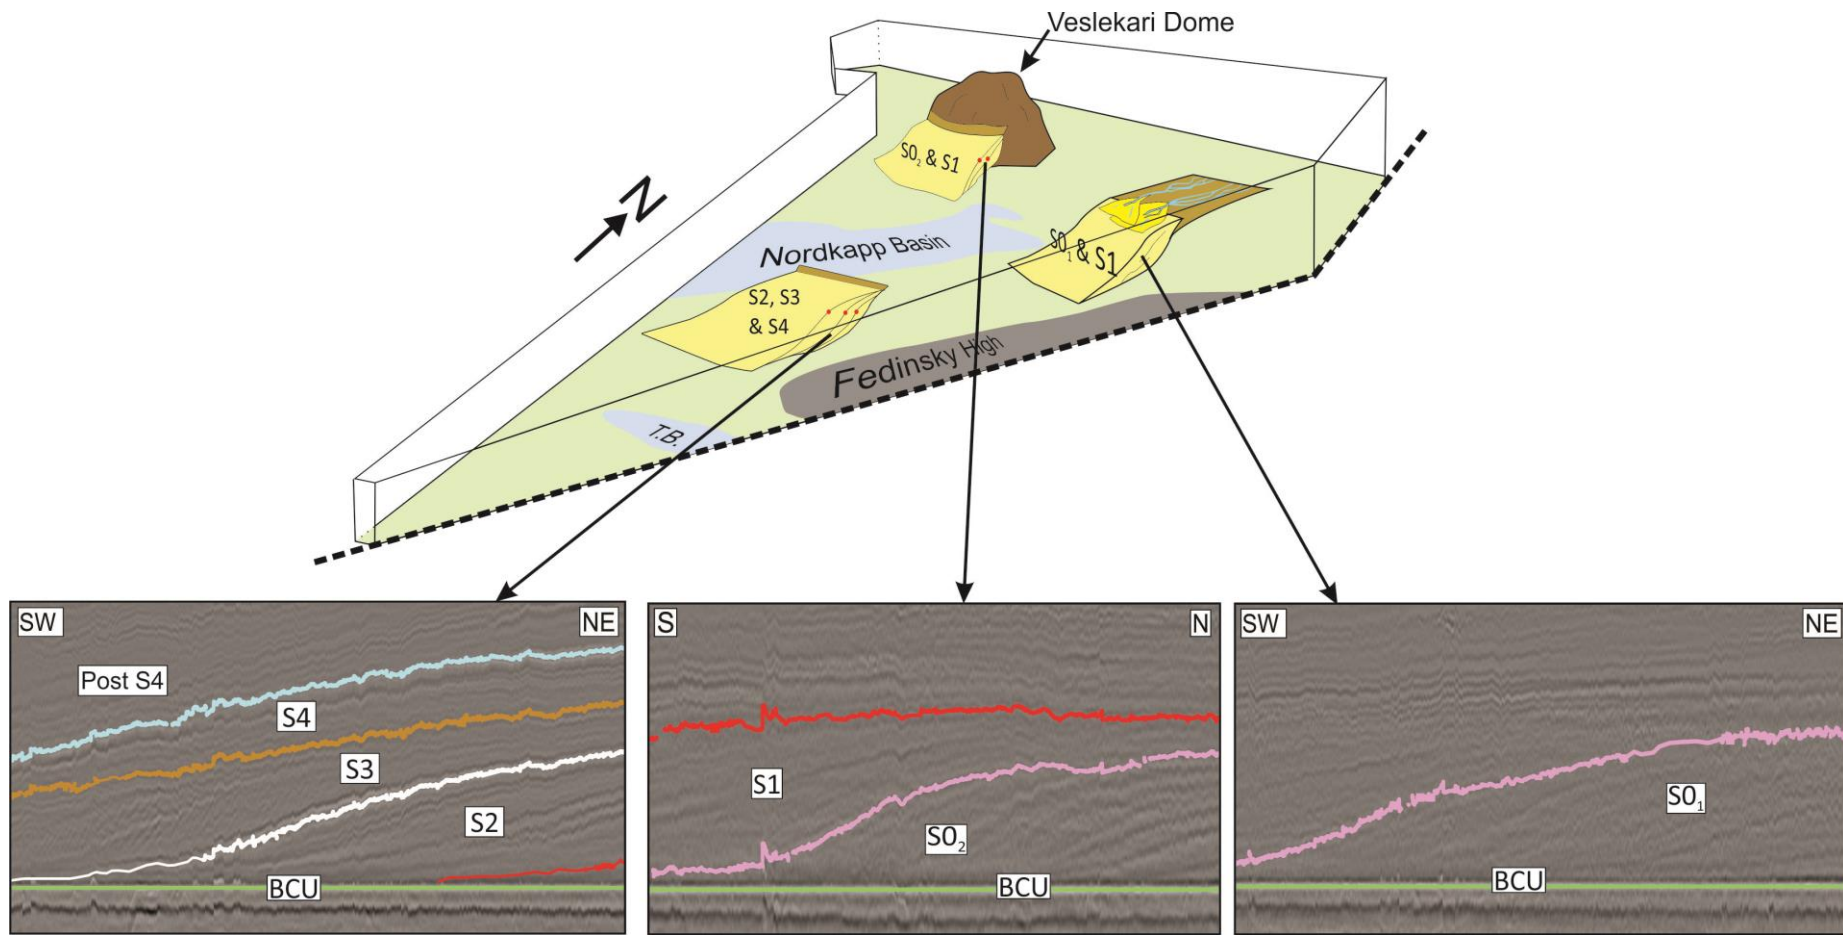 Veslekari Dome
SO₂ & S1
N
Nordkapp Basin
SO₁ & S1
S2, S3
& S4
Fedinsky High
T.B.
SW
NE
Post S4
S4
S3
S2
BCU
S
N
S1
SO₂
BCU
SW
NE
SO₁
BCU